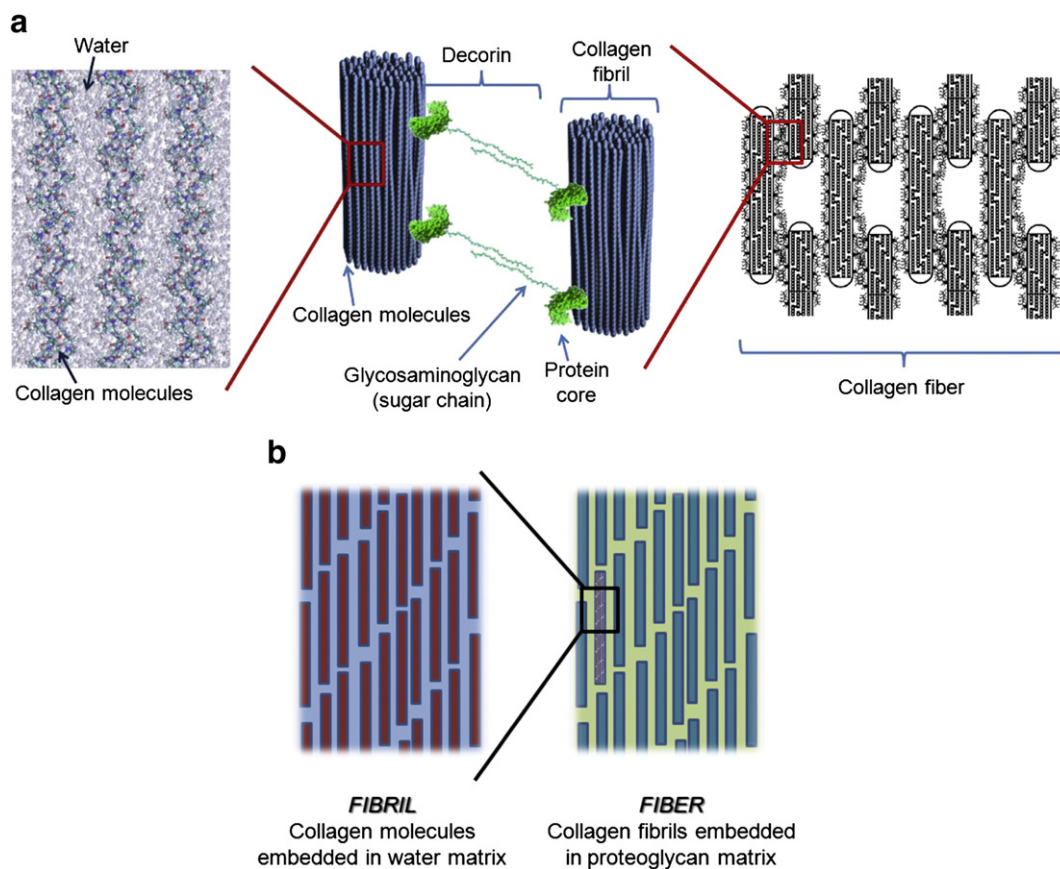 a
Water
Decorin
Collagen
fibril
Collagen molecules
Collagen molecules
Glycosaminoglycan
(sugar chain)
Protein
core
Collagen fiber
b
FIBRIL
Collagen molecules
embedded in water matrix
FIBER
Collagen fibrils embedded
in proteoglycan matrix